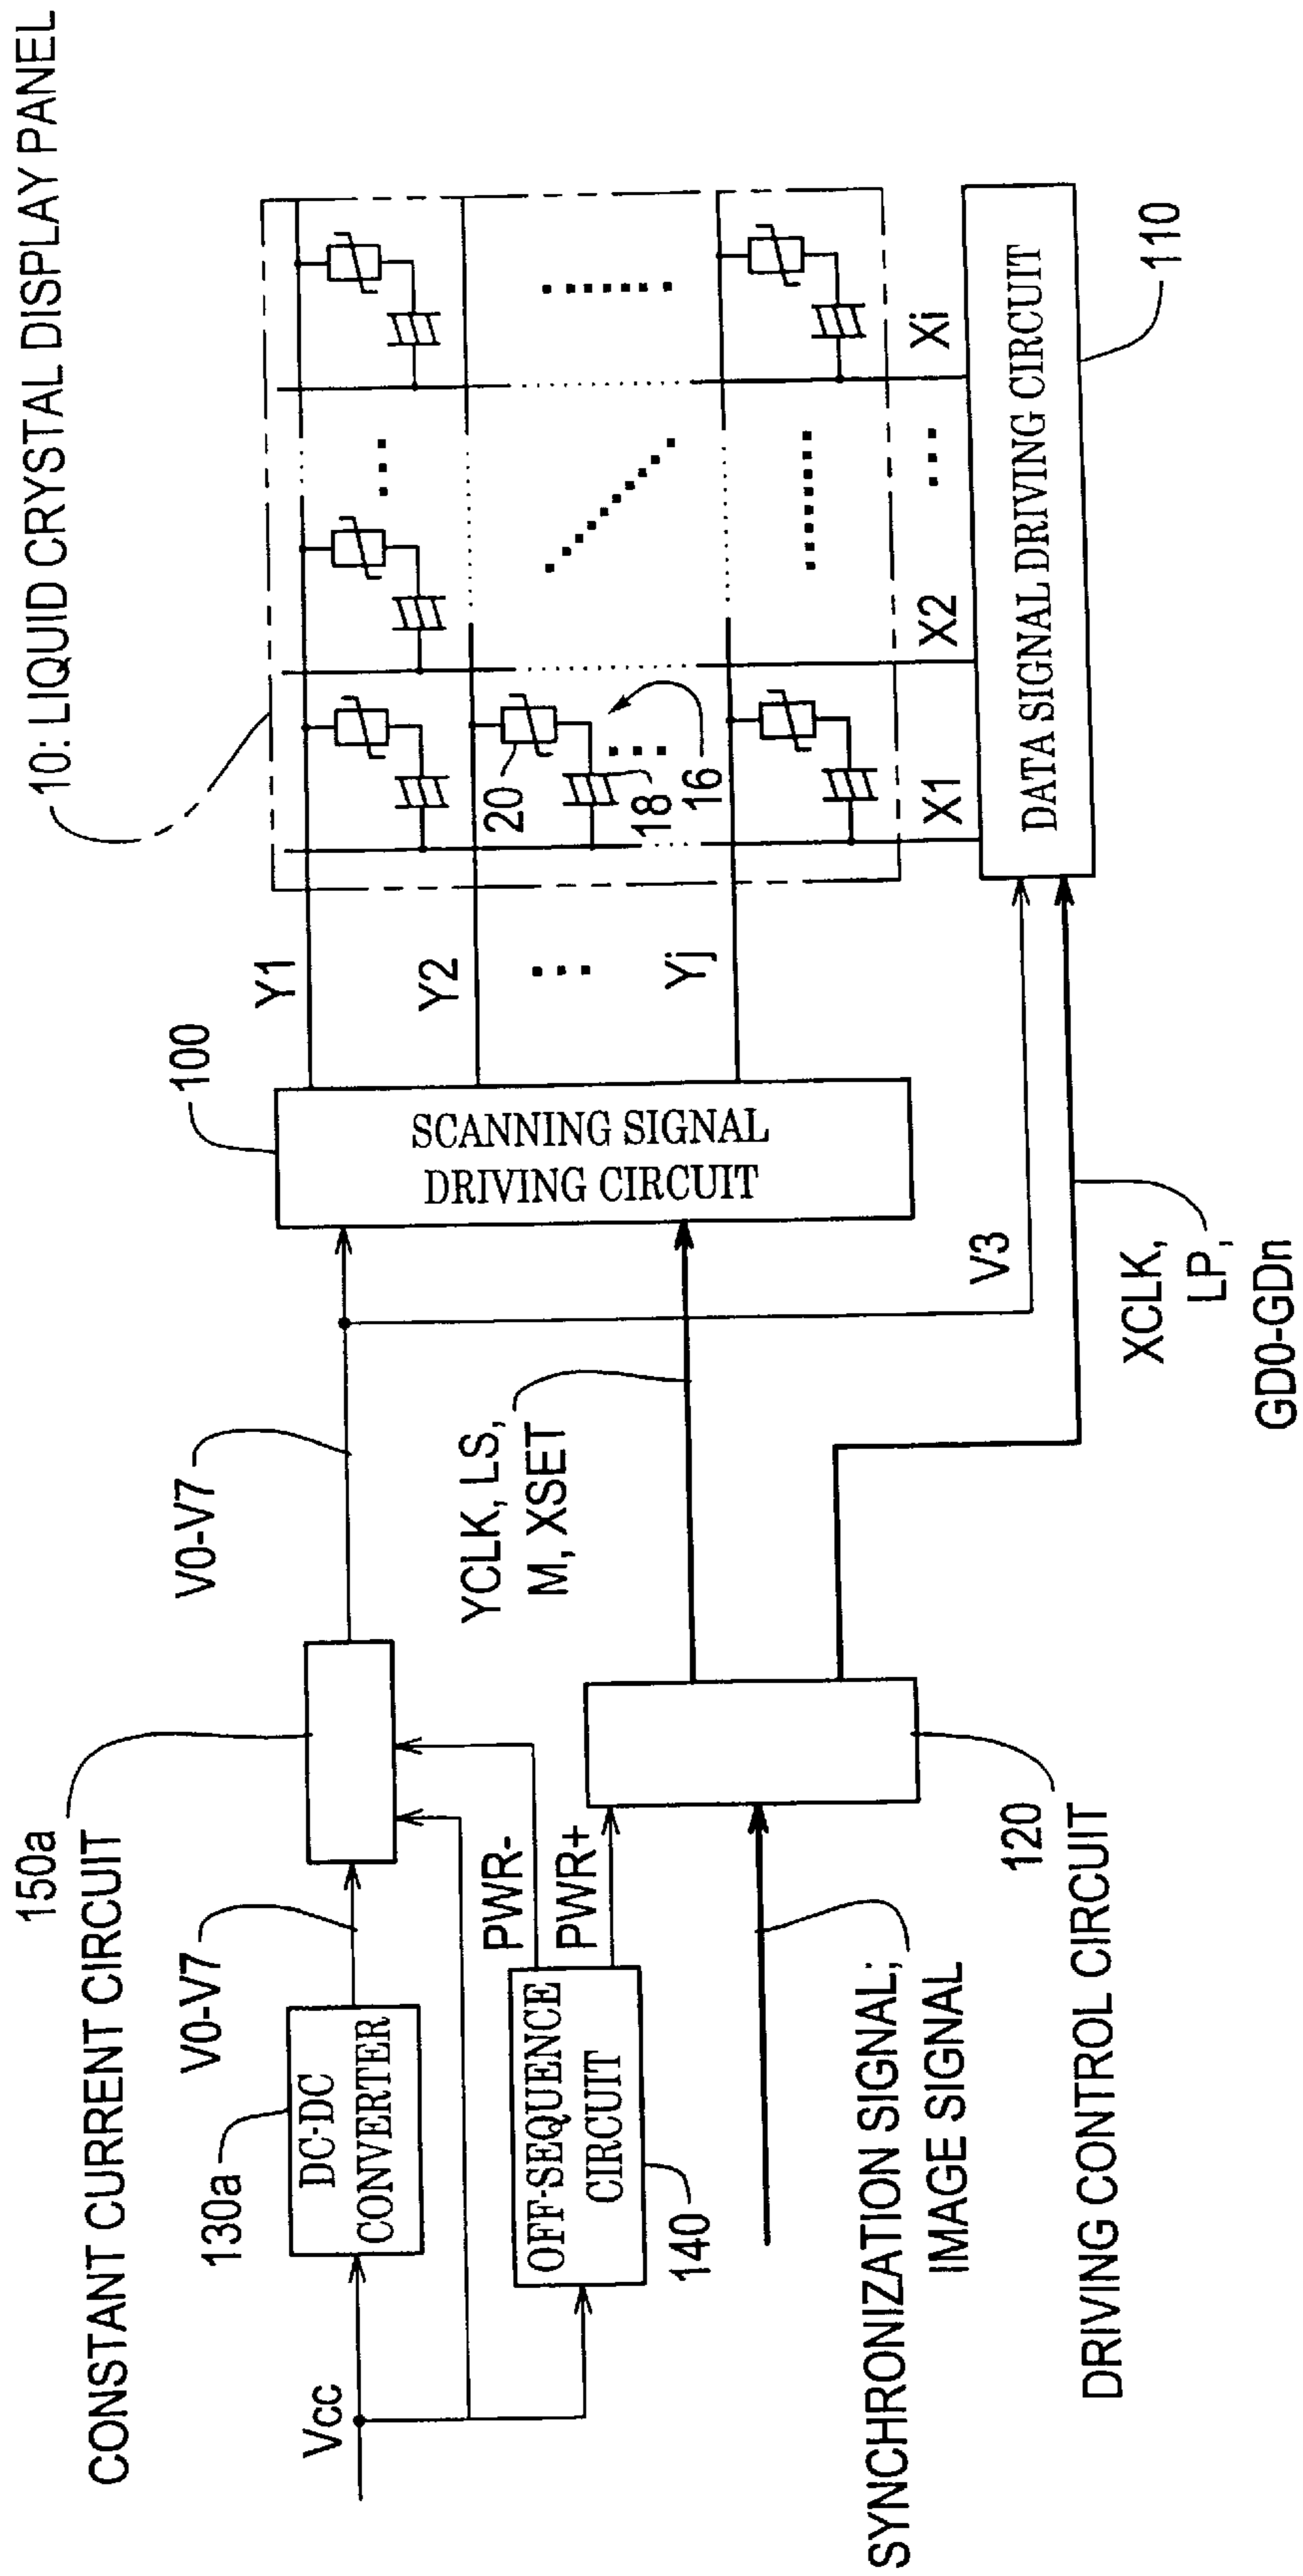 10: LIQUID CRYSTAL DISPLAY PANEL
150a
CONSTANT CURRENT CIRCUIT
V0-V7
130a
DC-DC
CONVERTER
Vcc
V0-V7
100
SCANNING SIGNAL
DRIVING CIRCUIT
Y1
Y2
Yj
20
18
16
X1
X2
Xi
DATA SIGNAL DRIVING CIRCUIT
110
PWR-
PWR+
OFF-SEQUENCE
CIRCUIT
140
YCLK, LS,
M, XSET
V3
XCLK,
LP,
GD0-GDn
SYNCHRONIZATION SIGNAL;
IMAGE SIGNAL
120
DRIVING CONTROL CIRCUIT